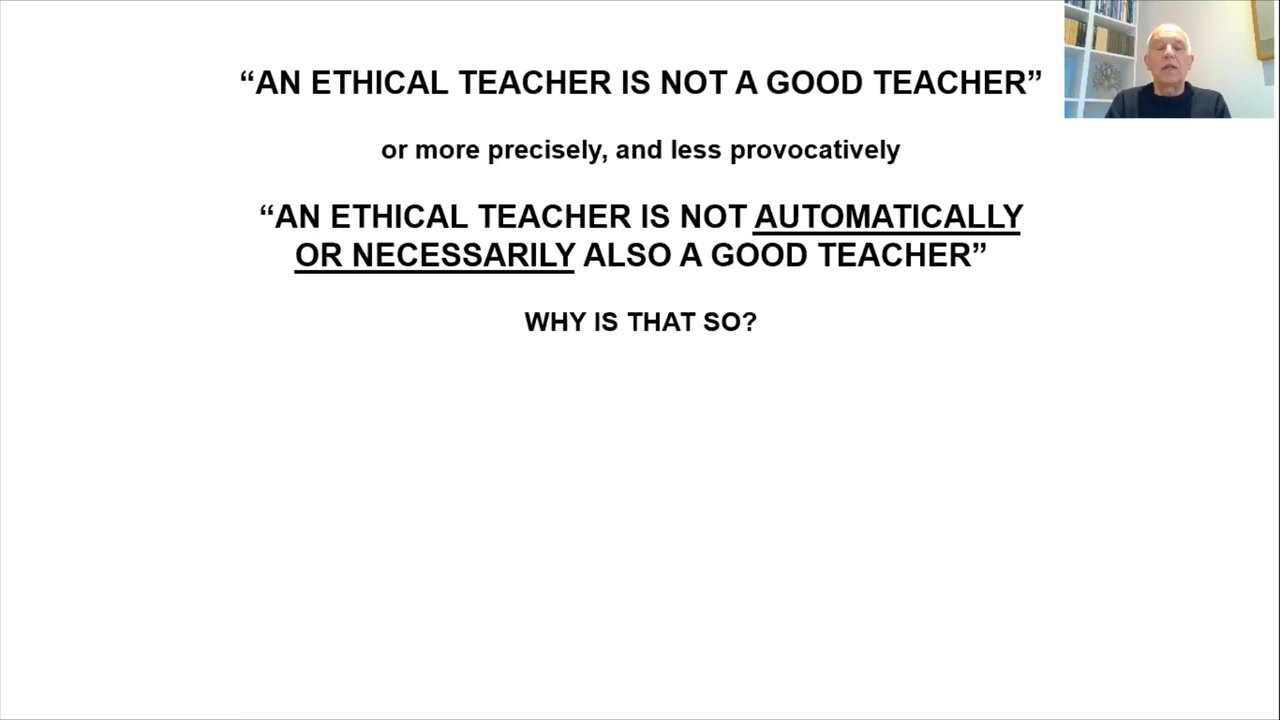 “AN ETHICAL TEACHER IS NOT A GOOD TEACHER”
or more precisely, and less provocatively
“AN ETHICAL TEACHER IS NOT AUTOMATICALLY
OR NECESSARILY ALSO A GOOD TEACHER”
WHY IS THAT SO?